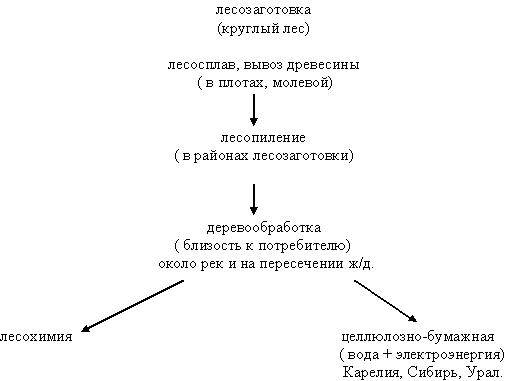 лесозаготовка
(круглый лес)
лесосплав, вывоз древесины
( в плотах, молевой)
лесопиление
( в районах лесозаготовки)
деревообработка
( близость к потребителю)
около рек и на пересечении ж/д.
лесохимия
целлюлозно-бумажная
( вода + электроэнергия)
Карелия, Сибирь, Урал.